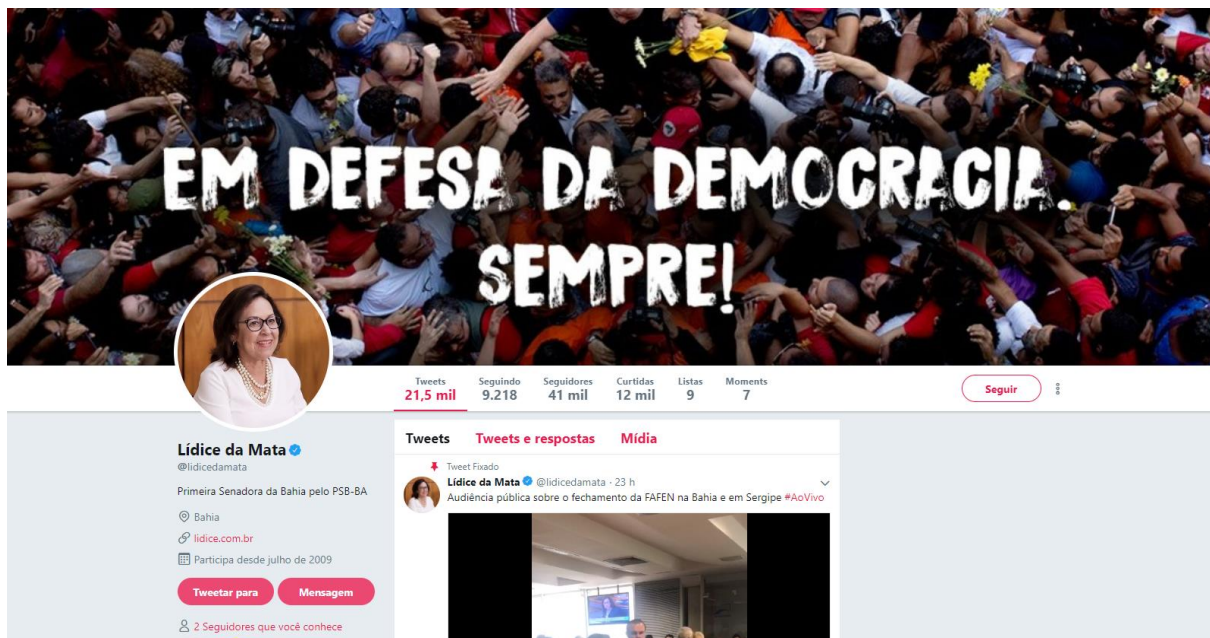 EM DEFESA DA DEMOCRACIA.
SEMPRE!
Tweets
21,5 mil
Seguindo
9.218
Seguidores
41 mil
Curtidas
12 mil
Listas
9
Moments
7
Seguir
Lídice da Mata
@lidicedamata
Primeira Senadora da Bahia pelo PSB-BA
Bahia
lidice.com.br
Participa desde julho de 2009
Tweetar para
Mensagem
2 Seguidores que você conhece
Tweets Tweets e respostas Mídia
Tweet Fixado
Lídice da Mata @lidicedamata · 23 h
Audiência pública sobre o fechamento da FAFEN na Bahia e em Sergipe #AoVivo